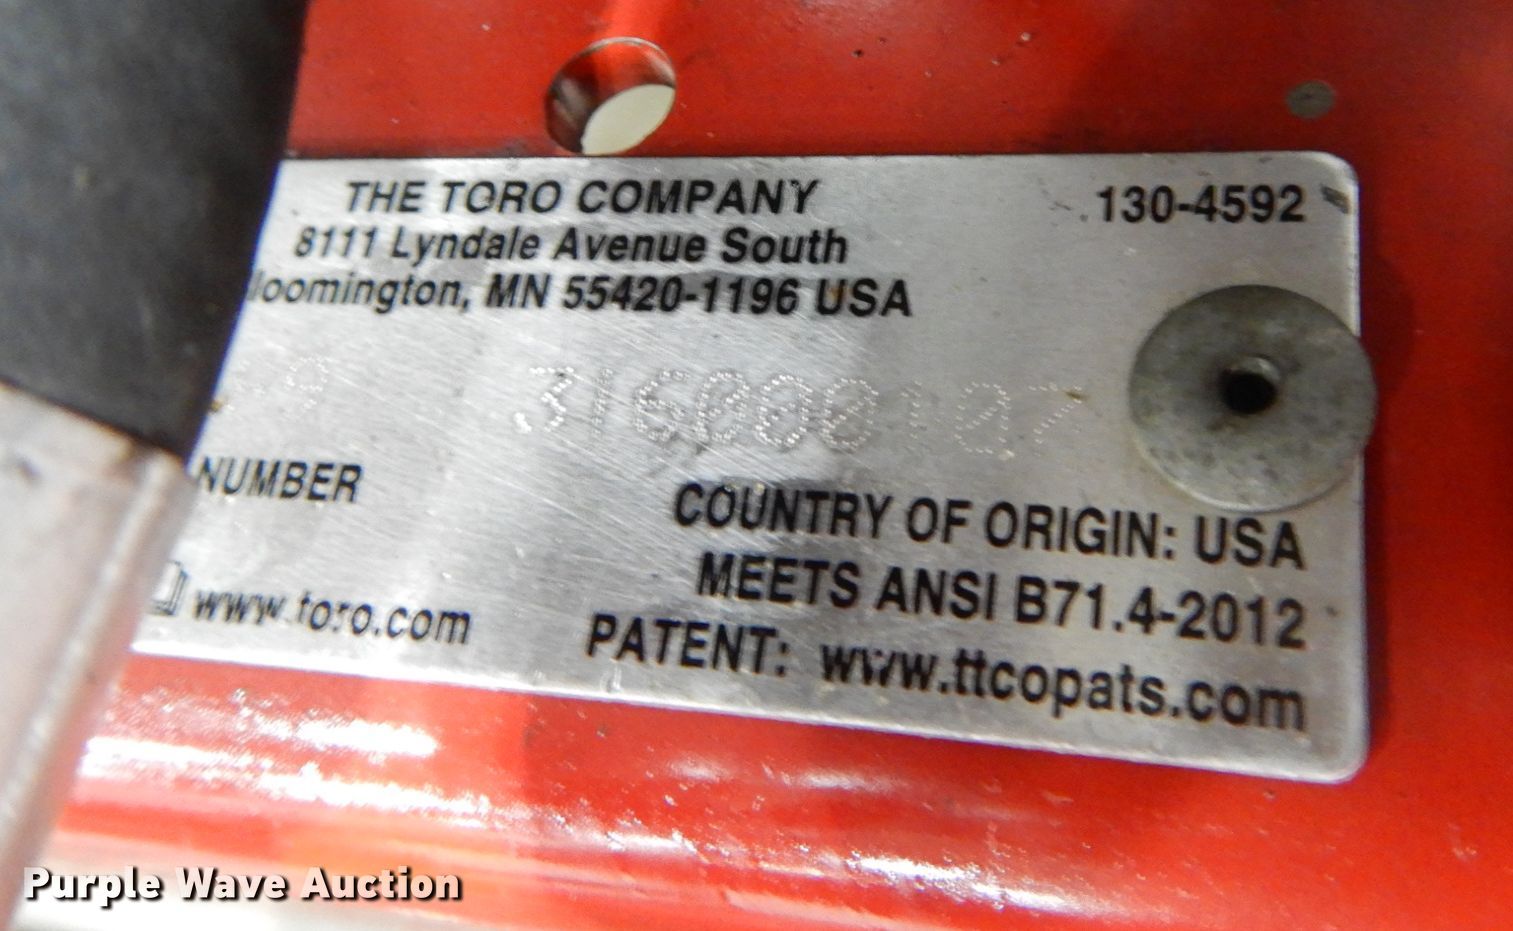 THE TORO COMPANY 130-4592
8111 Lyndale Avenue South
loomington, MN 55420-1196 USA
316000107
NUMBER
COUNTRY OF ORIGIN: USA
MEETS ANSI B71.4-2012
www.toro.com
PATENT: www.ttcopats.com
Purple Wave Auction